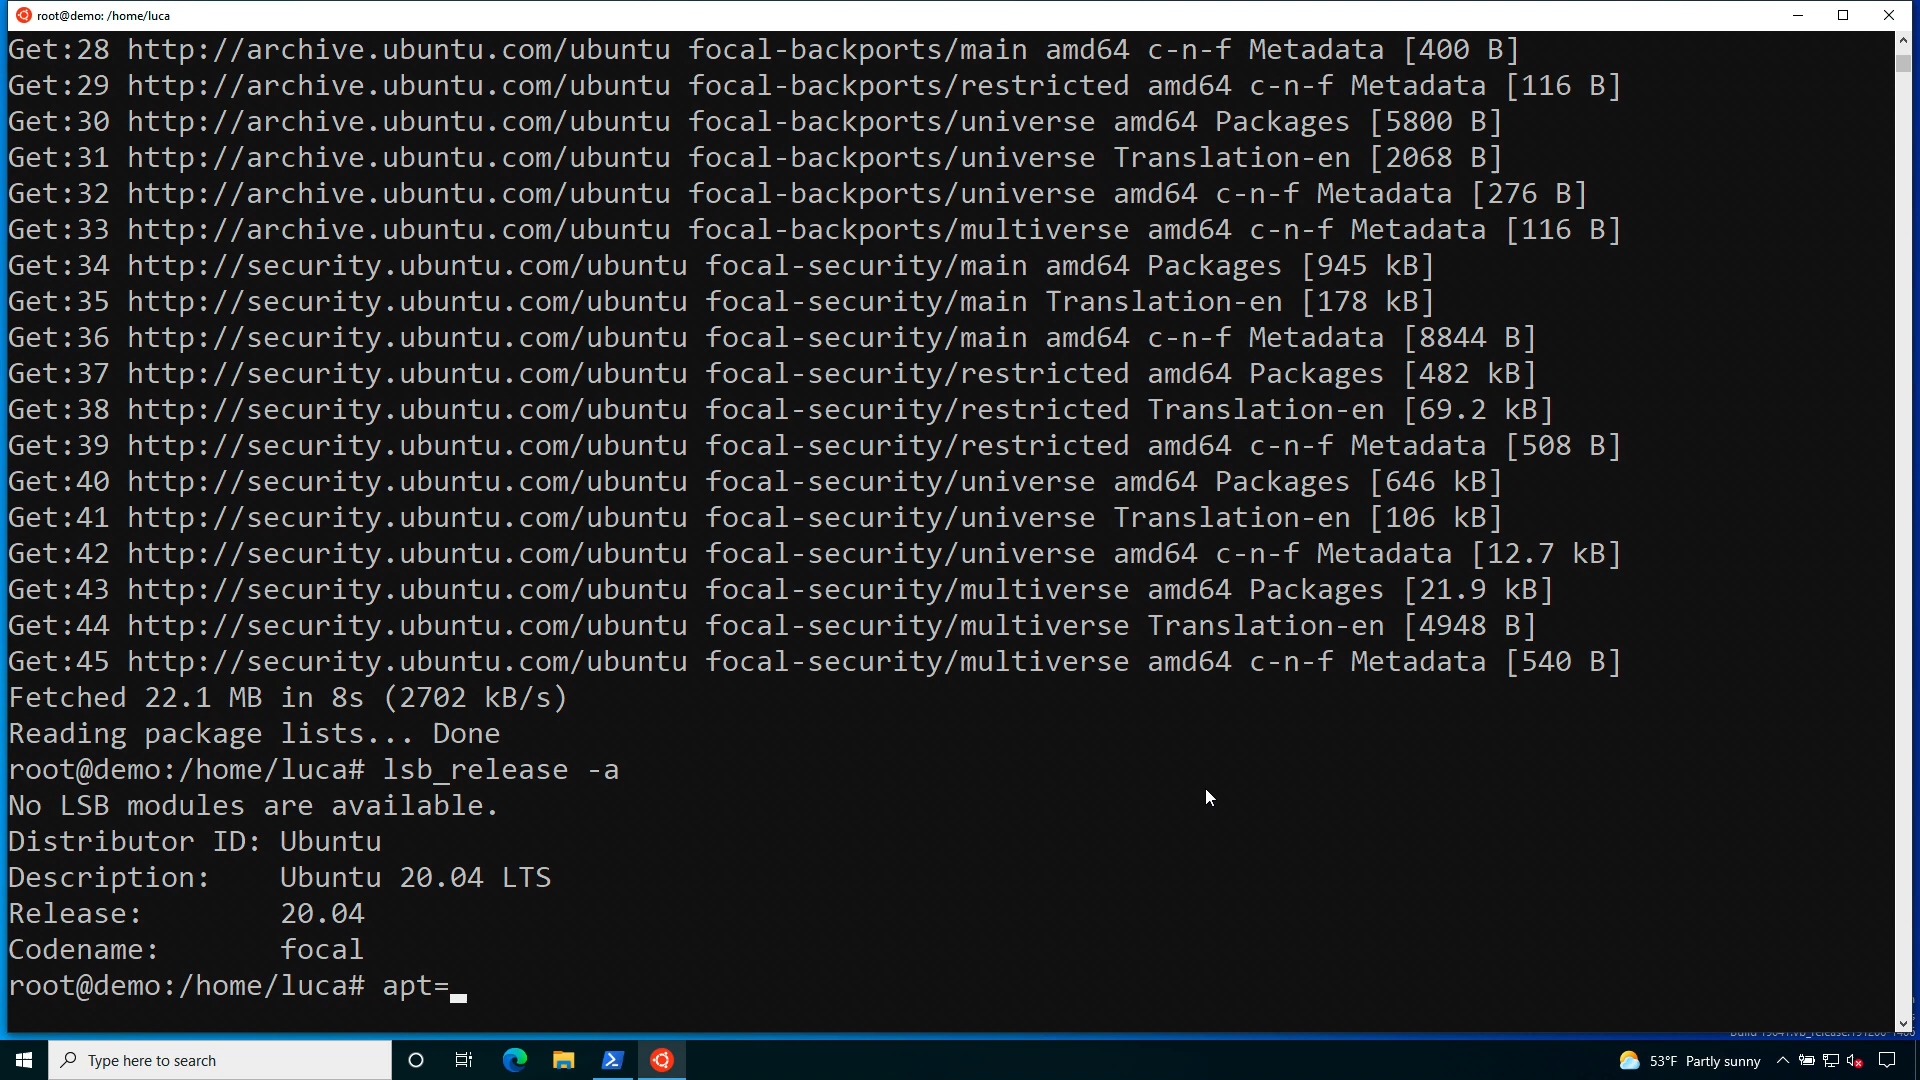 root@demo: /home/luca
Get:28 http://archive.ubuntu.com/ubuntu focal-backports/main amd64 c-n-f Metadata [400 B]
Get:29 http://archive.ubuntu.com/ubuntu focal-backports/restricted amd64 c-n-f Metadata [116 B]
Get:30 http://archive.ubuntu.com/ubuntu focal-backports/universe amd64 Packages [5800 B]
Get:31 http://archive.ubuntu.com/ubuntu focal-backports/universe Translation-en [2068 B]
Get:32 http://archive.ubuntu.com/ubuntu focal-backports/universe amd64 c-n-f Metadata [276 B]
Get:33 http://archive.ubuntu.com/ubuntu focal-backports/multiverse amd64 c-n-f Metadata [116 B]
Get:34 http://security.ubuntu.com/ubuntu focal-security/main amd64 Packages [945 kB]
Get:35 http://security.ubuntu.com/ubuntu focal-security/main Translation-en [178 kB]
Get:36 http://security.ubuntu.com/ubuntu focal-security/main amd64 c-n-f Metadata [8844 B]
Get:37 http://security.ubuntu.com/ubuntu focal-security/restricted amd64 Packages [482 kB]
Get:38 http://security.ubuntu.com/ubuntu focal-security/restricted Translation-en [69.2 kB]
Get:39 http://security.ubuntu.com/ubuntu focal-security/restricted amd64 c-n-f Metadata [508 B]
Get:40 http://security.ubuntu.com/ubuntu focal-security/universe amd64 Packages [646 kB]
Get:41 http://security.ubuntu.com/ubuntu focal-security/universe Translation-en [106 kB]
Get:42 http://security.ubuntu.com/ubuntu focal-security/universe amd64 c-n-f Metadata [12.7 kB]
Get:43 http://security.ubuntu.com/ubuntu focal-security/multiverse amd64 Packages [21.9 kB]
Get:44 http://security.ubuntu.com/ubuntu focal-security/multiverse Translation-en [4948 B]
Get:45 http://security.ubuntu.com/ubuntu focal-security/multiverse amd64 c-n-f Metadata [540 B]
Fetched 22.1 MB in 8s (2702 kB/s)
Reading package lists... Done
root@demo:/home/luca# lsb_release -a
No LSB modules are available.
Distributor ID: Ubuntu
Description:    Ubuntu 20.04 LTS
Release:        20.04
Codename:       focal
root@demo:/home/luca# apt=
Type here to search
53°F Partly sunny